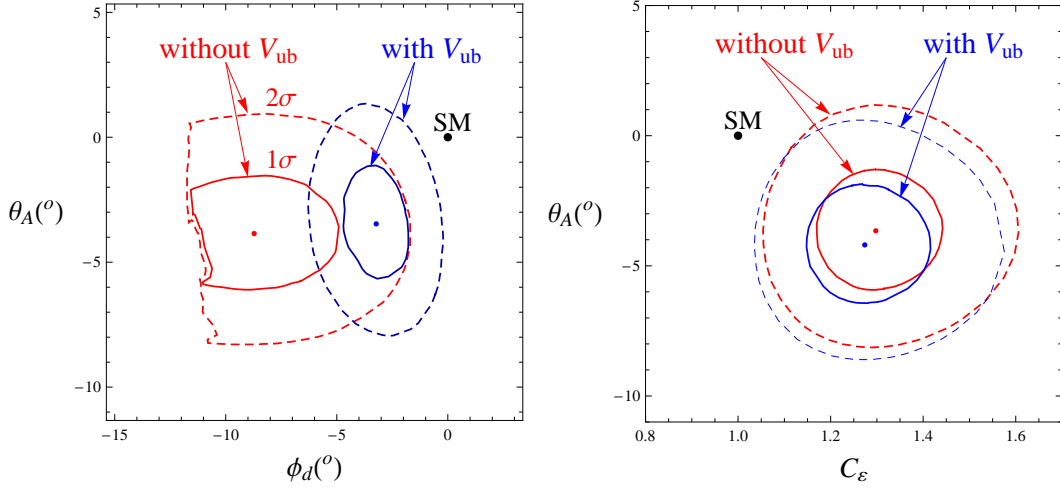 without V_ub
with V_ub
2σ
SM
1σ
θ_A(°)
0
−5
−10
−15
−10
−5
0
ϕ_d(°)
without V_ub
with V_ub
SM
θ_A(°)
5
0
−5
−10
0.8
1.0
1.2
1.4
1.6
C_ε